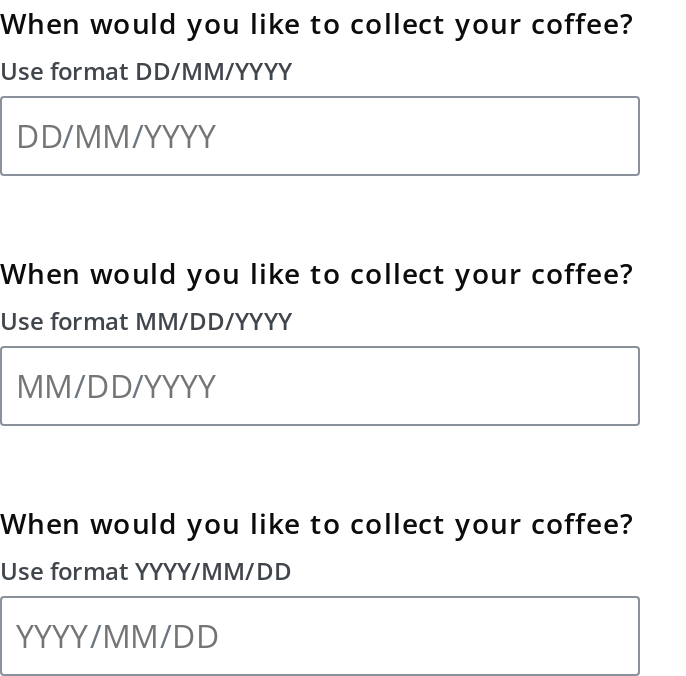 When would you like to collect your coffee?
Use format DD/MM/YYYY
DD/MM/YYYY
When would you like to collect your coffee?
Use format MM/DD/YYYY
MM/DD/YYYY
When would you like to collect your coffee?
Use format YYYY/MM/DD
YYYY/MM/DD